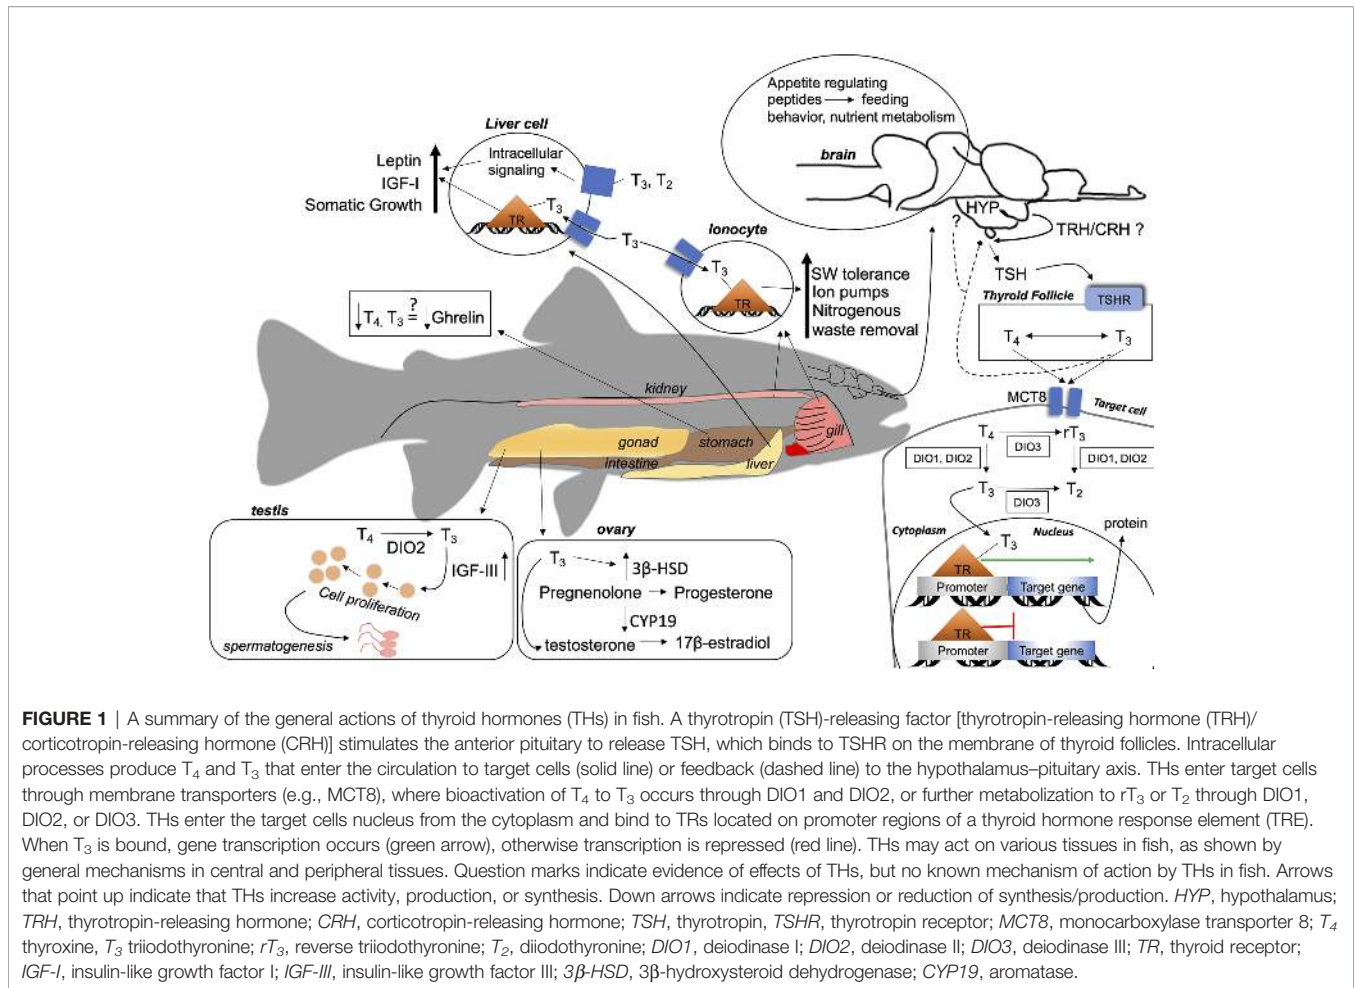 Appetite regulating
peptides → feeding
behavior, nutrient metabolism
brain
HYP
?
TRH/CRH ?
TSH
Thyroid Follicle
TSHR
T4
T3
MCT8
Target cell
T4
rT3
DIO3
DIO1, DIO2
DIO1, DIO2
T3
T2
DIO3
Cytoplasm
Nucleus
protein
T3
TR
Promoter
Target gene
TR
Promoter
Target gene
Liver cell
Leptin
IGF-I
Somatic Growth
Intracellular
signaling
T3, T2
T3
TR
T3
Ionocyte
T3
TR
SW tolerance
Ion pumps
Nitrogenous
waste removal
?
↓T4, T3 = ↓Ghrelin
kidney
gonad
stomach
gill
intestine
liver
testis
T4
T3
DIO2
IGF-III
Cell proliferation
spermatogenesis
ovary
T3
3β-HSD
Pregnenolone → Progesterone
CYP19
testosterone → 17β-estradiol
FIGURE 1 | A summary of the general actions of thyroid hormones (THs) in fish. A thyrotropin (TSH)-releasing factor [thyrotropin-releasing hormone (TRH)/
corticotropin-releasing hormone (CRH)] stimulates the anterior pituitary to release TSH, which binds to TSHR on the membrane of thyroid follicles. Intracellular
processes produce T4 and T3 that enter the circulation to target cells (solid line) or feedback (dashed line) to the hypothalamus–pituitary axis. THs enter target cells
through membrane transporters (e.g., MCT8), where bioactivation of T4 to T3 occurs through DIO1 and DIO2, or further metabolization to rT3 or T2 through DIO1,
DIO2, or DIO3. THs enter the target cells nucleus from the cytoplasm and bind to TRs located on promoter regions of a thyroid hormone response element (TRE).
When T3 is bound, gene transcription occurs (green arrow), otherwise transcription is repressed (red line). THs may act on various tissues in fish, as shown by
general mechanisms in central and peripheral tissues. Question marks indicate evidence of effects of THs, but no known mechanism of action by THs in fish. Arrows
that point up indicate that THs increase activity, production, or synthesis. Down arrows indicate repression or reduction of synthesis/production. HYP, hypothalamus;
TRH, thyrotropin-releasing hormone; CRH, corticotropin-releasing hormone; TSH, thyrotropin, TSHR, thyrotropin receptor; MCT8, monocarboxylase transporter 8; T4
thyroxine, T3 triiodothyronine; rT3, reverse triiodothyronine; T2, diiodothyronine; DIO1, deiodinase I; DIO2, deiodinase II; DIO3, deiodinase III; TR, thyroid receptor;
IGF-I, insulin-like growth factor I; IGF-III, insulin-like growth factor III; 3β-HSD, 3β-hydroxysteroid dehydrogenase; CYP19, aromatase.